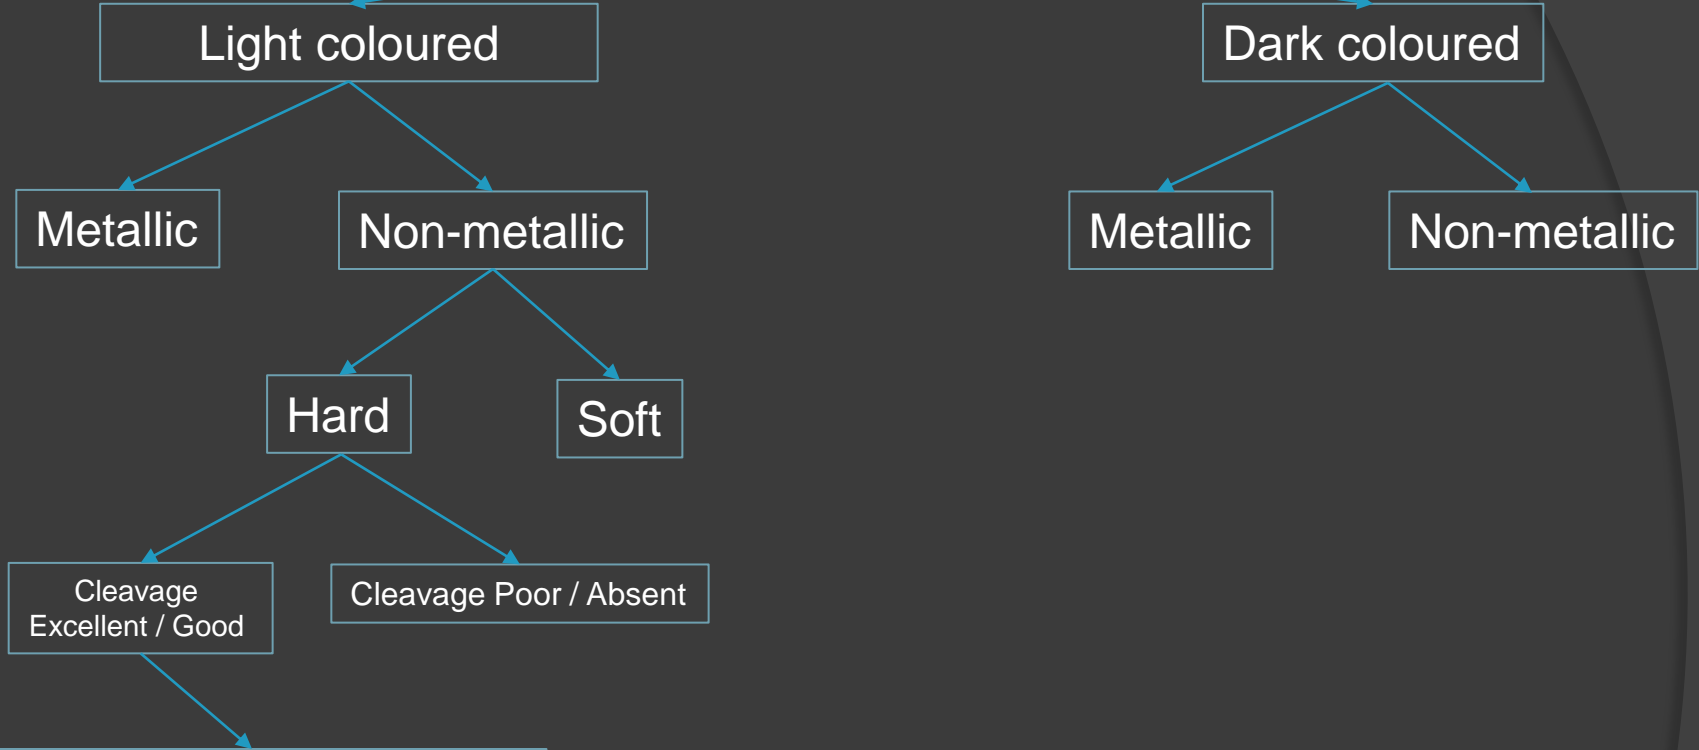 Light coloured
Dark coloured
Metallic
Non-metallic
Metallic
Non-metallic
Hard
Soft
Cleavage
Excellent / Good
Cleavage Poor / Absent